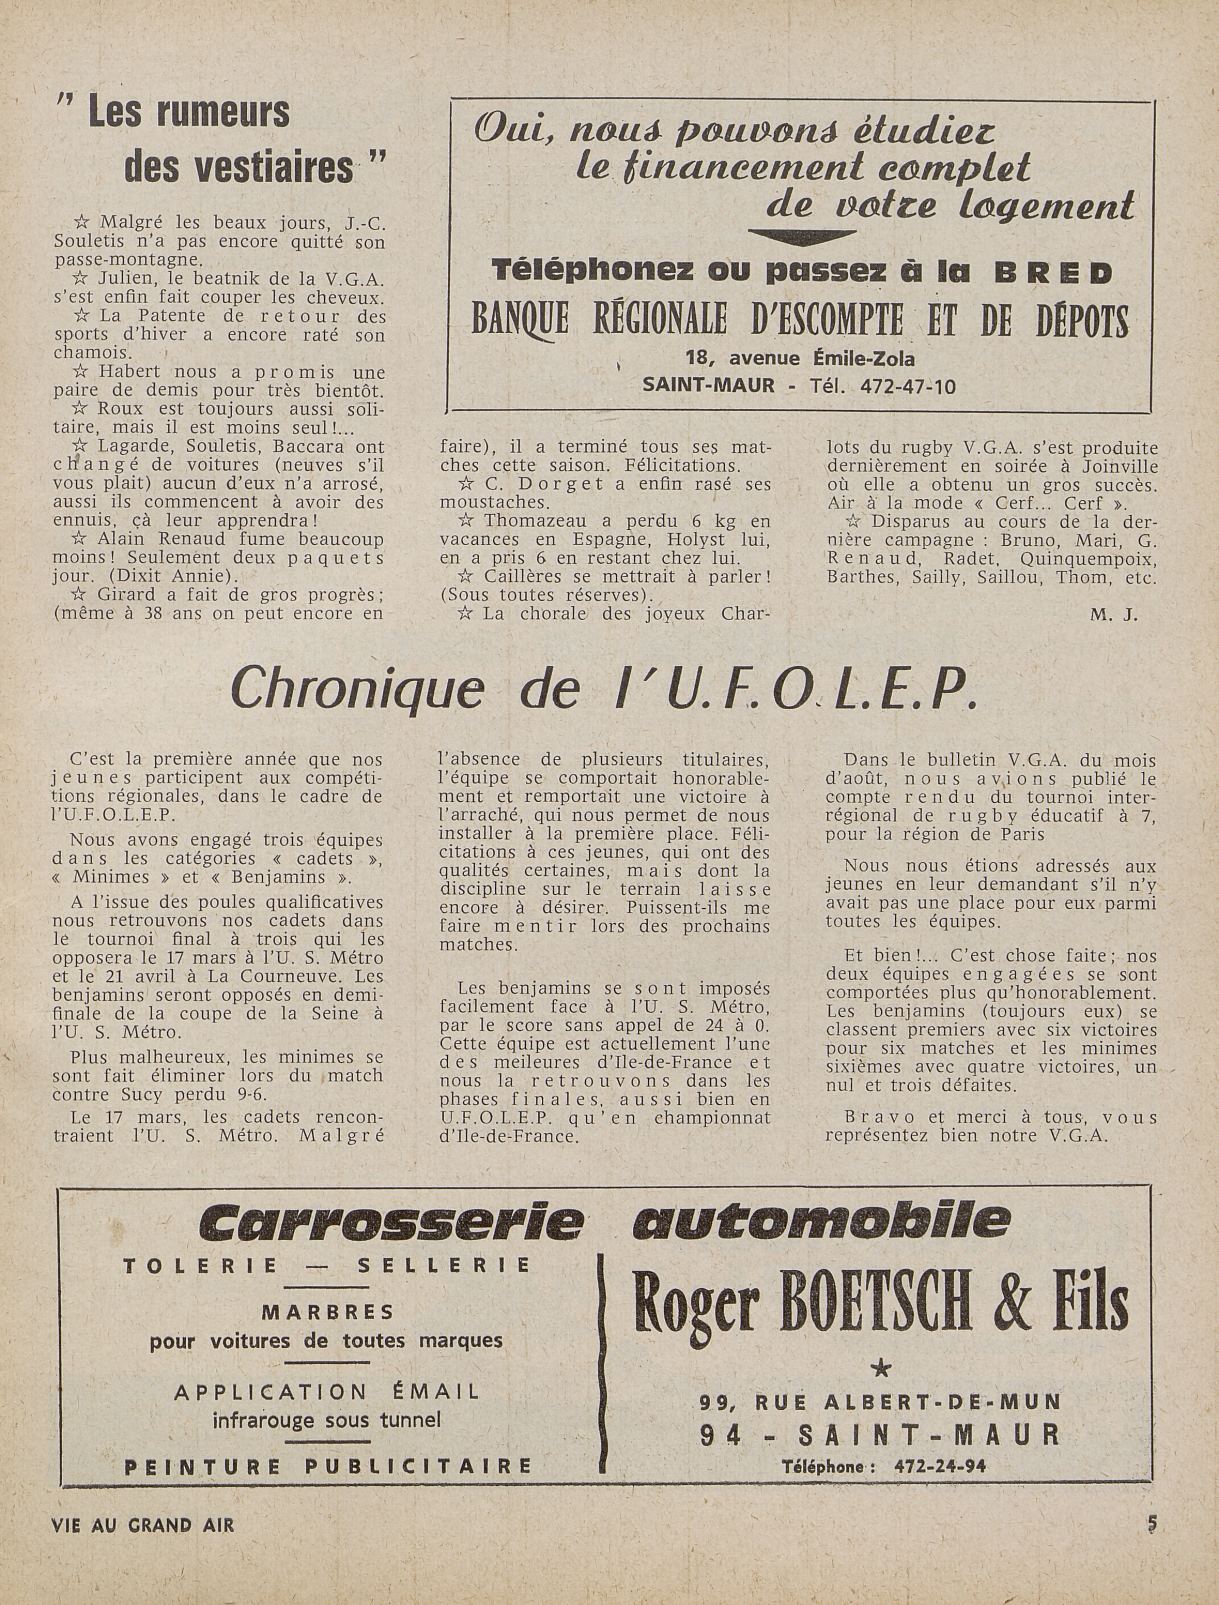 " Les rumeurs
des vestiaires "
☆ Malgré les beaux jours, J.-C.
Souletis n'a pas encore quitté son
passe-montagne.
☆ Julien, le beatnik de la V.G.A.
s'est enfin fait couper les cheveux.
☆ La Patente de retour des
sports d'hiver a encore raté son
chamois.
☆ Habert nous a promis une
paire de demis pour très bientôt.
☆ Roux est toujours aussi soli-
taire, mais il est moins seul !...
☆ Lagarde, Souletis, Baccara ont
changé de voitures (neuves s'il
vous plait) aucun d'eux n'a arrosé,
aussi ils commencent à avoir des
ennuis, çà leur apprendra !
☆ Alain Renaud fume beaucoup
moins ! Seulement deux paquets
jour. (Dixit Annie).
☆ Girard a fait de gros progrès ;
(même à 38 ans on peut encore en
Oui, nous pouvons étudier
le financement complet
de votre logement
Téléphonez ou passez à la BRED
BANQUE RÉGIONALE D'ESCOMPTE ET DE DÉPOTS
18, avenue Émile-Zola
SAINT-MAUR - Tél. 472-47-10
faire), il a terminé tous ses mat-
ches cette saison. Félicitations.
☆ C. Dorget a enfin rasé ses
moustaches.
☆ Thomazeau a perdu 6 kg en
vacances en Espagne, Holyst lui,
en a pris 6 en restant chez lui.
☆ Caillères se mettrait à parler !
(Sous toutes réserves).
☆ La chorale des joyeux Char-
lots du rugby V.G.A. s'est produite
dernièrement en soirée à Joinville
où elle a obtenu un gros succès.
Air à la mode « Cerf... Cerf ».
☆ Disparus au cours de la der-
nière campagne : Bruno, Mari, G.
Renaud, Radet, Quinquempoix,
Barthes, Sailly, Saillou, Thom, etc.
M. J.
Chronique de l'U.F.O.L.E.P.
C'est la première année que nos
jeunes participent aux compéti-
tions régionales, dans le cadre de
l'U.F.O.L.E.P.
Nous avons engagé trois équipes
dans les catégories « cadets »,
« Minimes » et « Benjamins ».
A l'issue des poules qualificatives
nous retrouvons nos cadets dans
le tournoi final à trois qui les
opposera le 17 mars à l'U. S. Métro
et le 21 avril à La Courneuve. Les
benjamins seront opposés en demi-
finale de la coupe de la Seine à
l'U. S. Métro.
Plus malheureux, les minimes se
sont fait éliminer lors du match
contre Sucy perdu 9-6.
Le 17 mars, les cadets rencon-
traient l'U. S. Métro. Malgré
l'absence de plusieurs titulaires,
l'équipe se comportait honorable-
ment et remportait une victoire à
l'arraché, qui nous permet de nous
installer à la première place. Féli-
citations à ces jeunes, qui ont des
qualités certaines, mais dont la
discipline sur le terrain laisse
encore à désirer. Puissent-ils me
faire mentir lors des prochains
matches.
Les benjamins se sont imposés
facilement face à l'U. S. Métro,
par le score sans appel de 24 à 0.
Cette équipe est actuellement l'une
des meileures d'Ile-de-France et
nous la retrouvons dans les
phases finales, aussi bien en
U.F.O.L.E.P. qu'en championnat
d'Ile-de-France.
Dans le bulletin V.G.A. du mois
d'août, nous avions publié le
compte rendu du tournoi inter-
régional de rugby éducatif à 7,
pour la région de Paris
Nous nous étions adressés aux
jeunes en leur demandant s'il n'y
avait pas une place pour eux parmi
toutes les équipes.
Et bien !... C'est chose faite ; nos
deux équipes engagées se sont
comportées plus qu'honorablement.
Les benjamins (toujours eux) se
classent premiers avec six victoires
pour six matches et les minimes
sixièmes avec quatre victoires, un
nul et trois défaites.
Bravo et merci à tous, vous
représentez bien notre V.G.A.
Carrosserie automobile
TOLERIE — SELLERIE
MARBRES
pour voitures de toutes marques
APPLICATION ÉMAIL
infrarouge sous tunnel
PEINTURE PUBLICITAIRE
Roger BOETSCH & Fils
★
99, RUE ALBERT-DE-MUN
94 - SAINT-MAUR
Téléphone : 472-24-94
VIE AU GRAND AIR
5